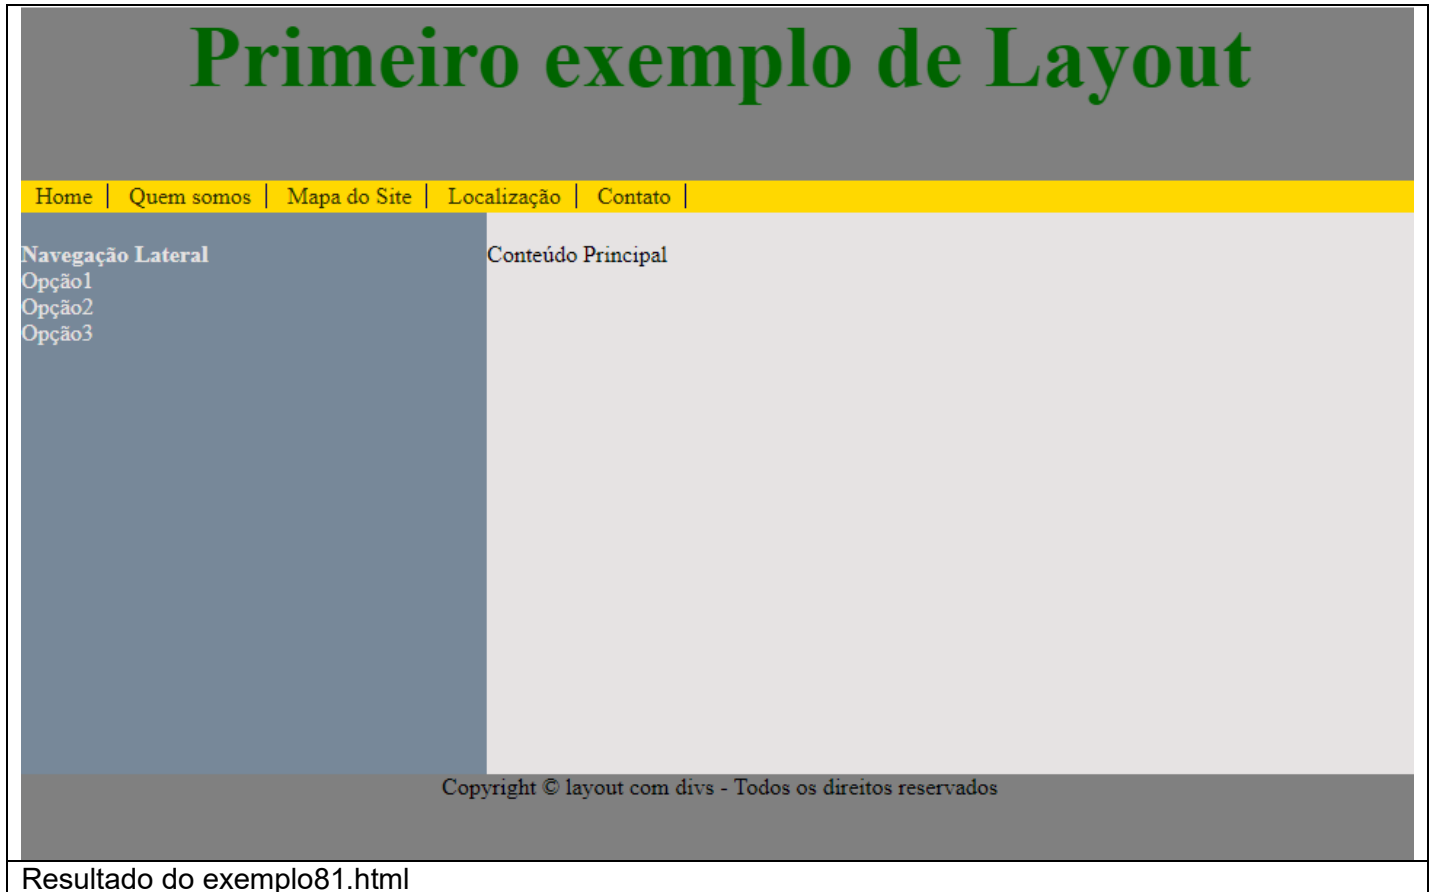 Primeiro exemplo de Layout
Home | Quem somos | Mapa do Site | Localização | Contato |
Navegação Lateral
Opção1
Opção2
Opção3
Conteúdo Principal
Copyright © layout com divs - Todos os direitos reservados
Resultado do exemplo81.html